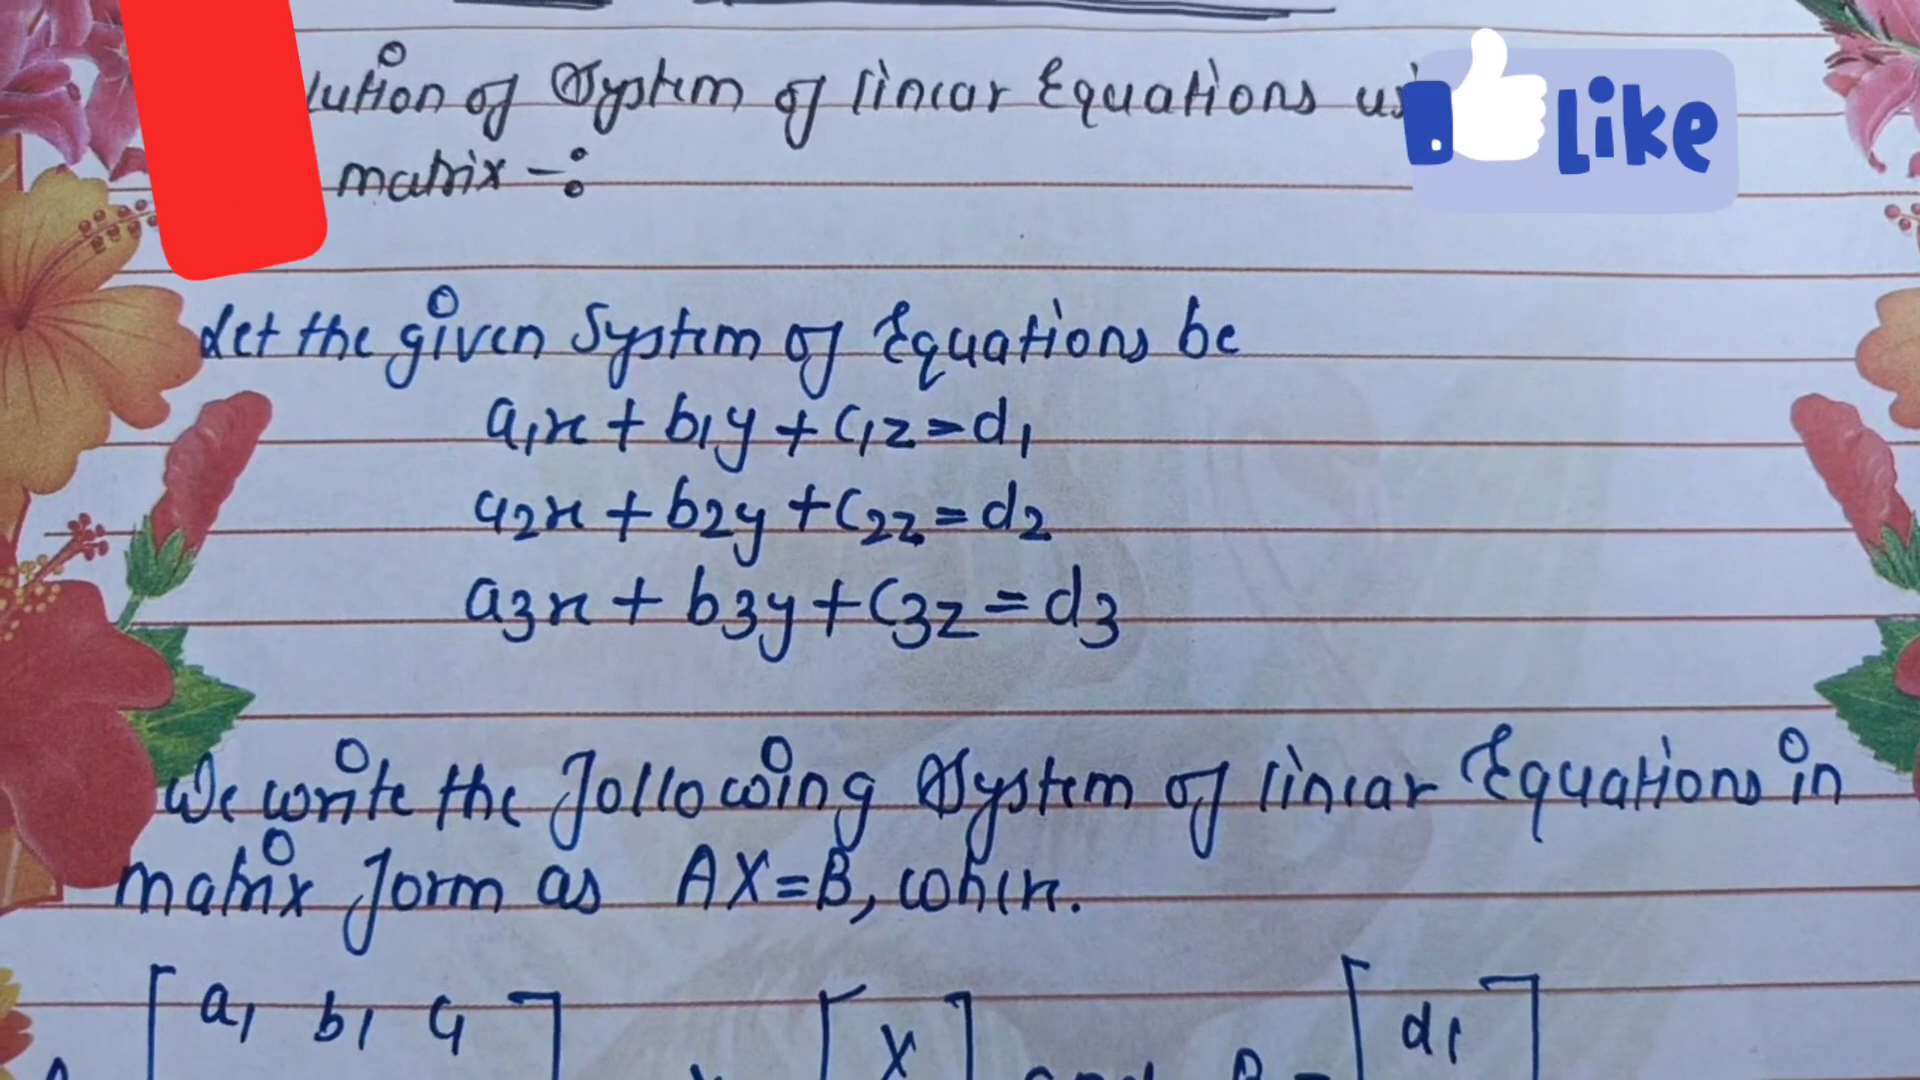 lution of System of linear Equations
Like
matrix -:
Let the given System of Equations be
a1x + b1y + c1z = d1
a2x + b2y + c2z = d2
a3x + b3y + c3z = d3
We write the following System of linear Equations in
matrix form as AX=B, where.
a1 b1 c1 X d1